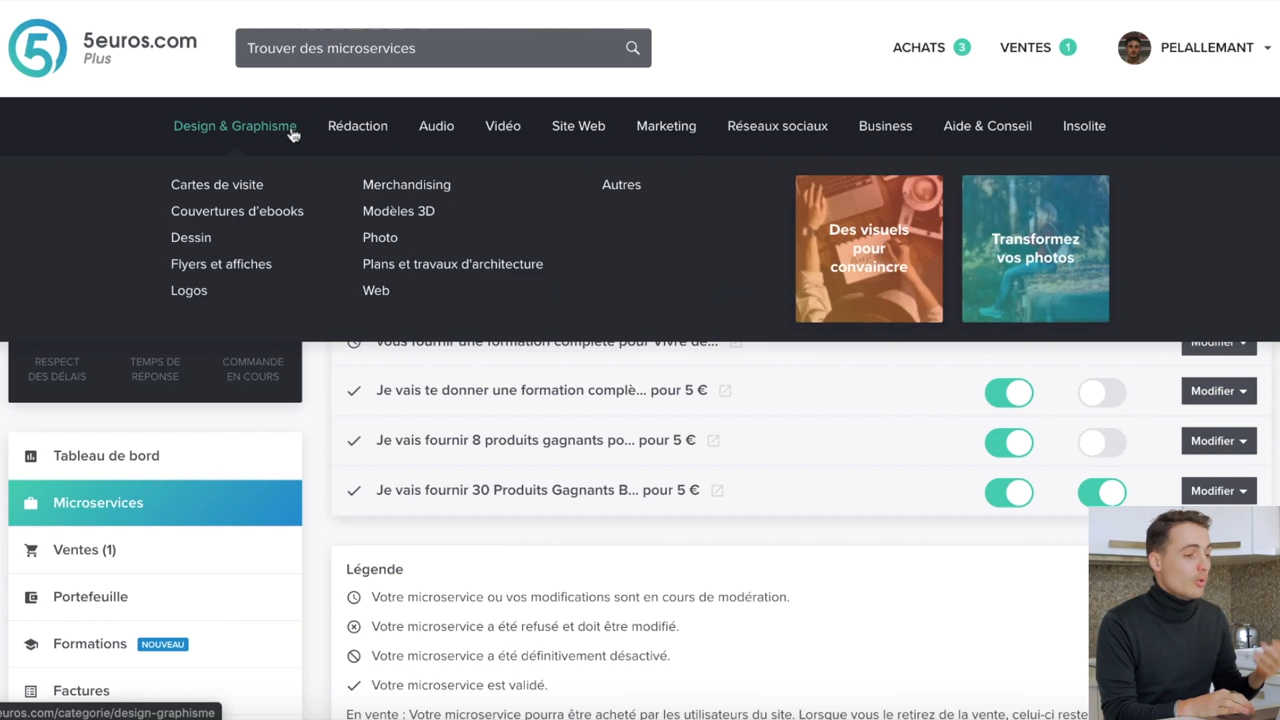 5euros.com
Plus
Trouver des microservices
ACHATS 3
VENTES 1
PELALLEMANT
Design & Graphisme
Rédaction
Audio
Vidéo
Site Web
Marketing
Réseaux sociaux
Business
Aide & Conseil
Insolite
Cartes de visite
Couvertures d'ebooks
Dessin
Flyers et affiches
Logos
Merchandising
Modèles 3D
Photo
Plans et travaux d'architecture
Web
Autres
Des visuels
pour
convaincre
Transformez
vos photos
RESPECT
DES DÉLAIS
TEMPS DE
RÉPONSE
COMMANDE
EN COURS
Tableau de bord
Microservices
Ventes (1)
Portefeuille
Formations NOUVEAU
Factures
vous fournir une formation complète pour vivre de...
Modifier
Je vais te donner une formation complè... pour 5 €
Modifier
Je vais fournir 8 produits gagnants po... pour 5 €
Modifier
Je vais fournir 30 Produits Gagnants B... pour 5 €
Modifier
Légende
Votre microservice ou vos modifications sont en cours de modération.
Votre microservice a été refusé et doit être modifié.
Votre microservice a été définitivement désactivé.
Votre microservice est validé.
En vente : Votre microservice pourra être acheté par les utilisateurs du site. Lorsque vous le retirez de la vente, celui-ci reste
euros.com/categorie/design-graphisme